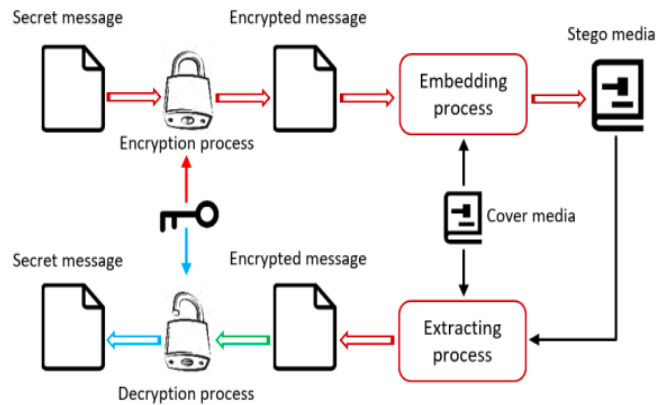 Secret message
Encrypted message
Stego media
Embedding
process
Encryption process
Cover media
Secret message
Encrypted message
Extracting
process
Decryption process